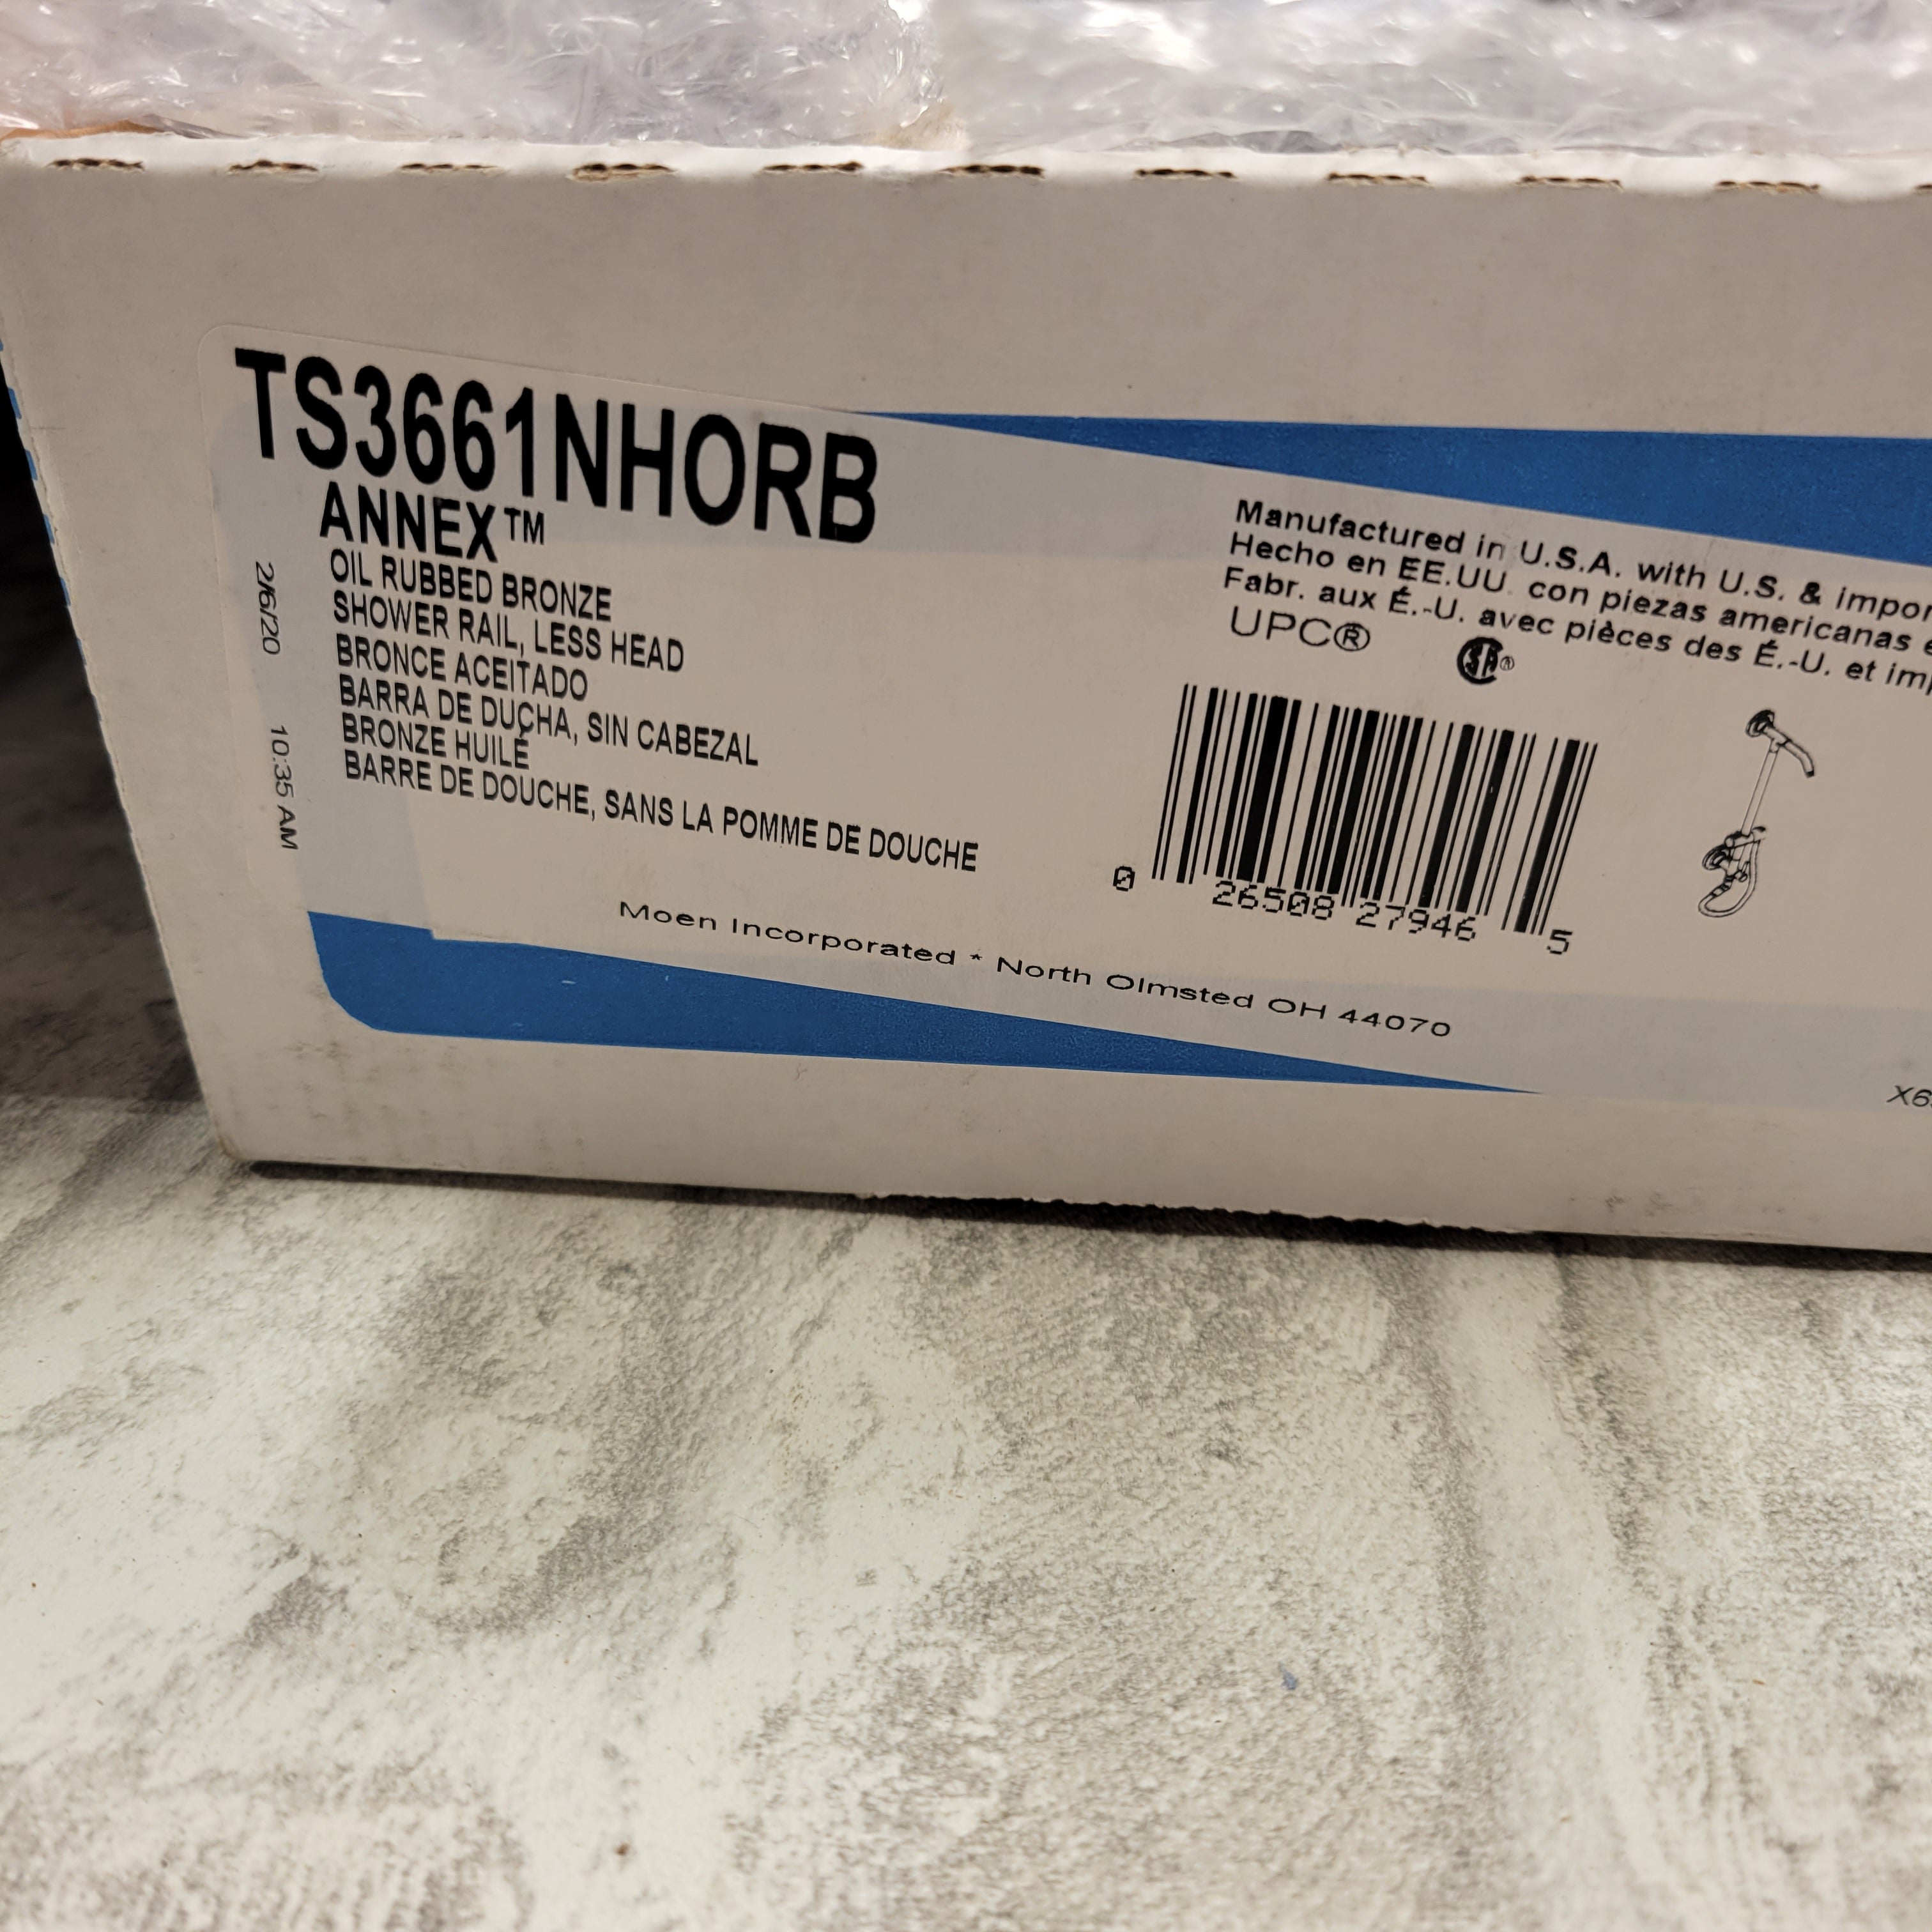 TS3661NHORB
ANNEX™
OIL RUBBED BRONZE
SHOWER RAIL, LESS HEAD
BRONCE ACEITADO
BARRA DE DUCHA, SIN CABEZAL
BRONZE HUILÉ
BARRE DE DOUCHE, SANS LA POMME DE DOUCHE
2/6/20 10:35 AM
Manufactured in U.S.A. with U.S. &
Hecho en EE.UU. con piezas americanas
Fabr. aux É.-U. avec pièces des É.-U. et
UPC®
SA®
0 26508 27946 5
Moen Incorporated * North Olmsted OH 44070